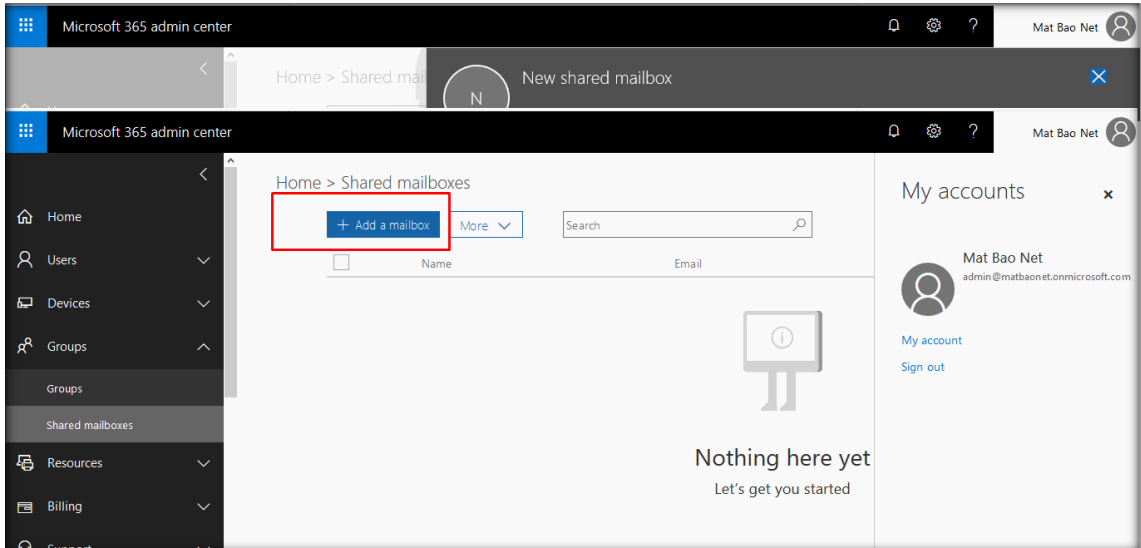 Microsoft 365 admin center
?
Mat Bao Net
Home > Shared mai
N
New shared mailbox
Microsoft 365 admin center
?
Mat Bao Net
Home
Users
Devices
Groups
Groups
Shared mailboxes
Resources
Billing
Home > Shared mailboxes
+ Add a mailbox
More
Search
Name
Email
Nothing here yet
Let's get you started
My accounts
Mat Bao Net
admin@matbaonet.onmicrosoft.com
My account
Sign out